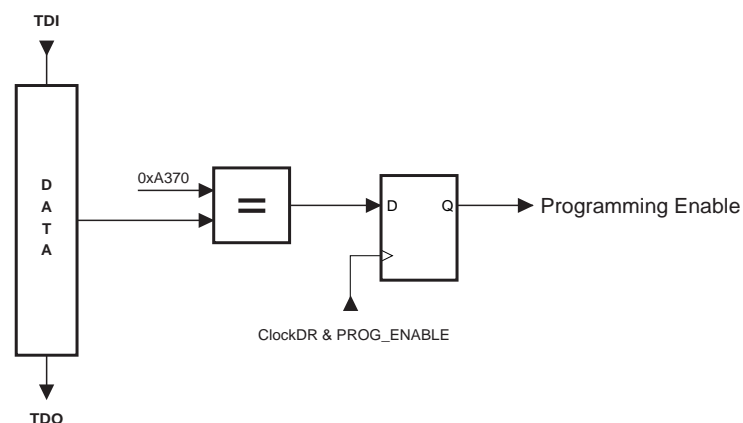 TDI
D
A
T
A
0xA370
=
D
Q
Programming Enable
ClockDR & PROG_ENABLE
TDO